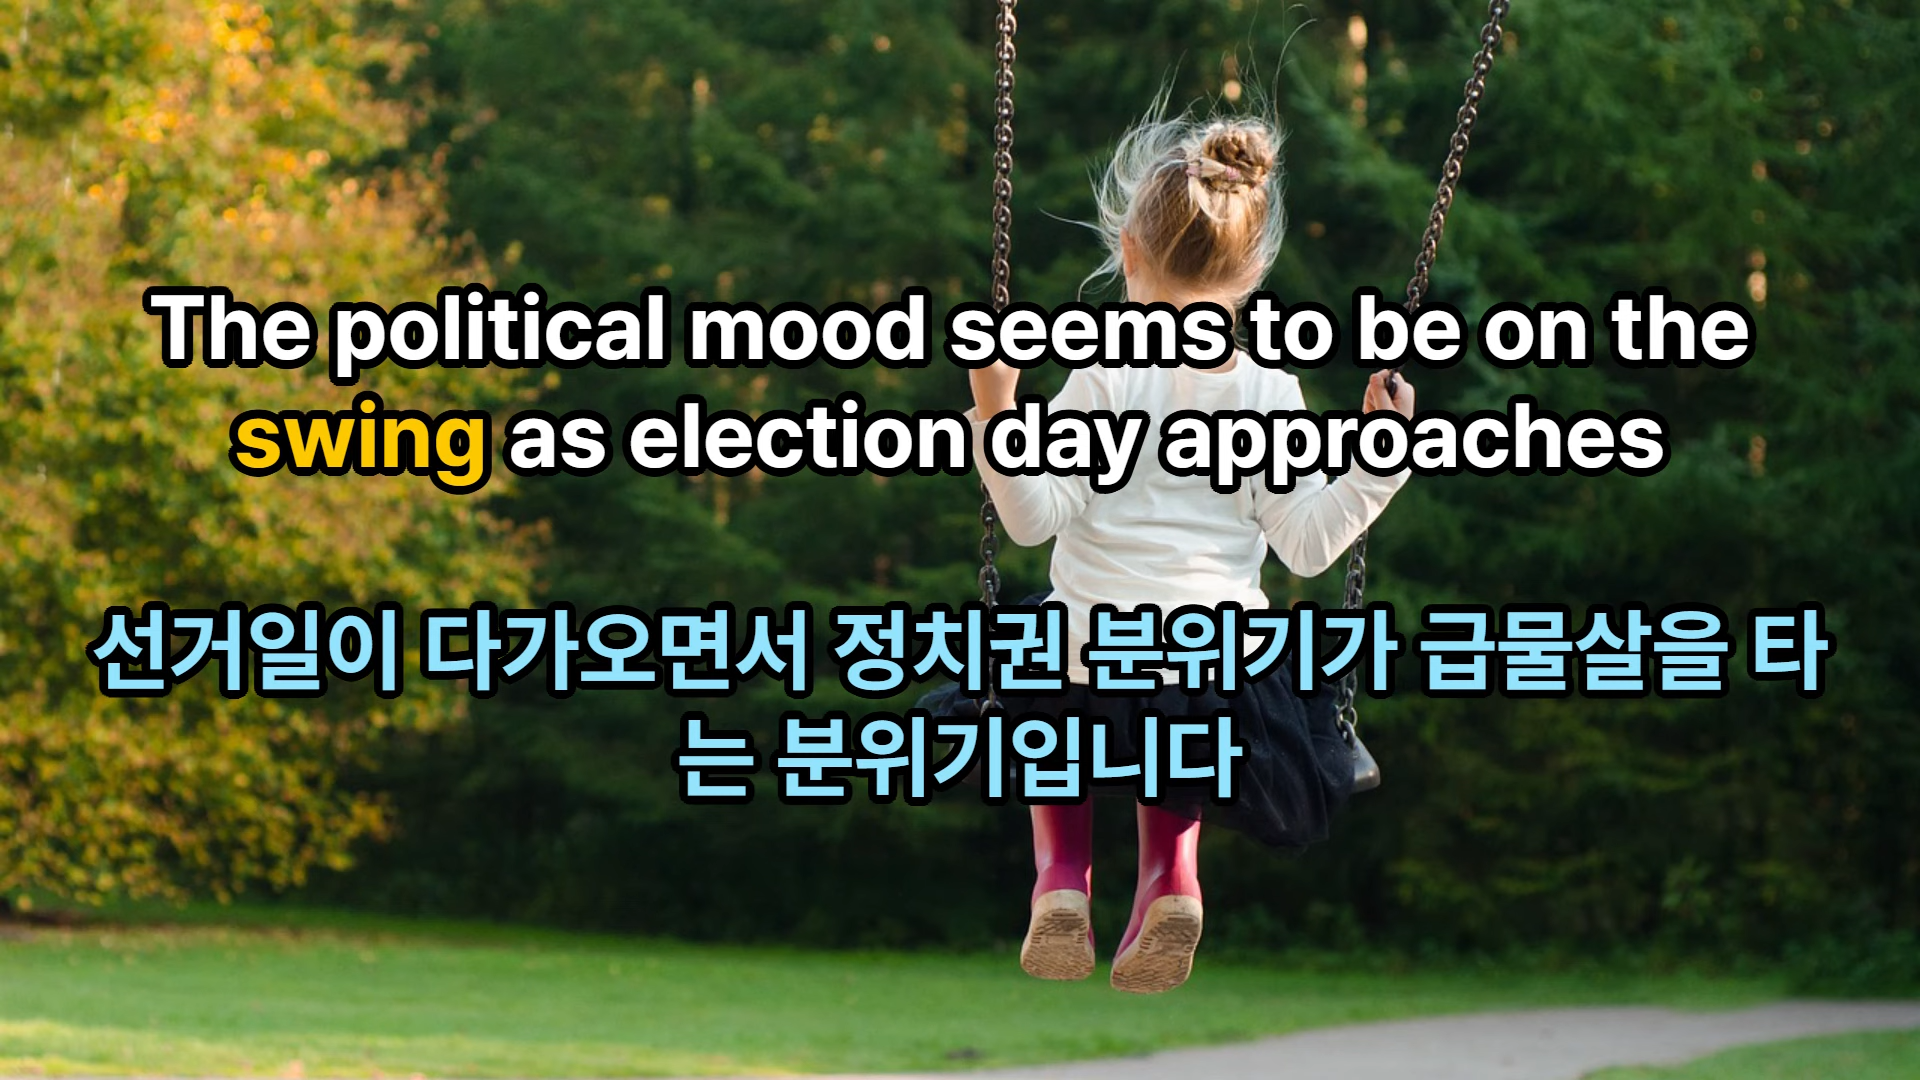 The political mood seems to be on the
swing as election day approaches
선거일이 다가오면서 정치권 분위기가 급물살을 타
는 분위기입니다